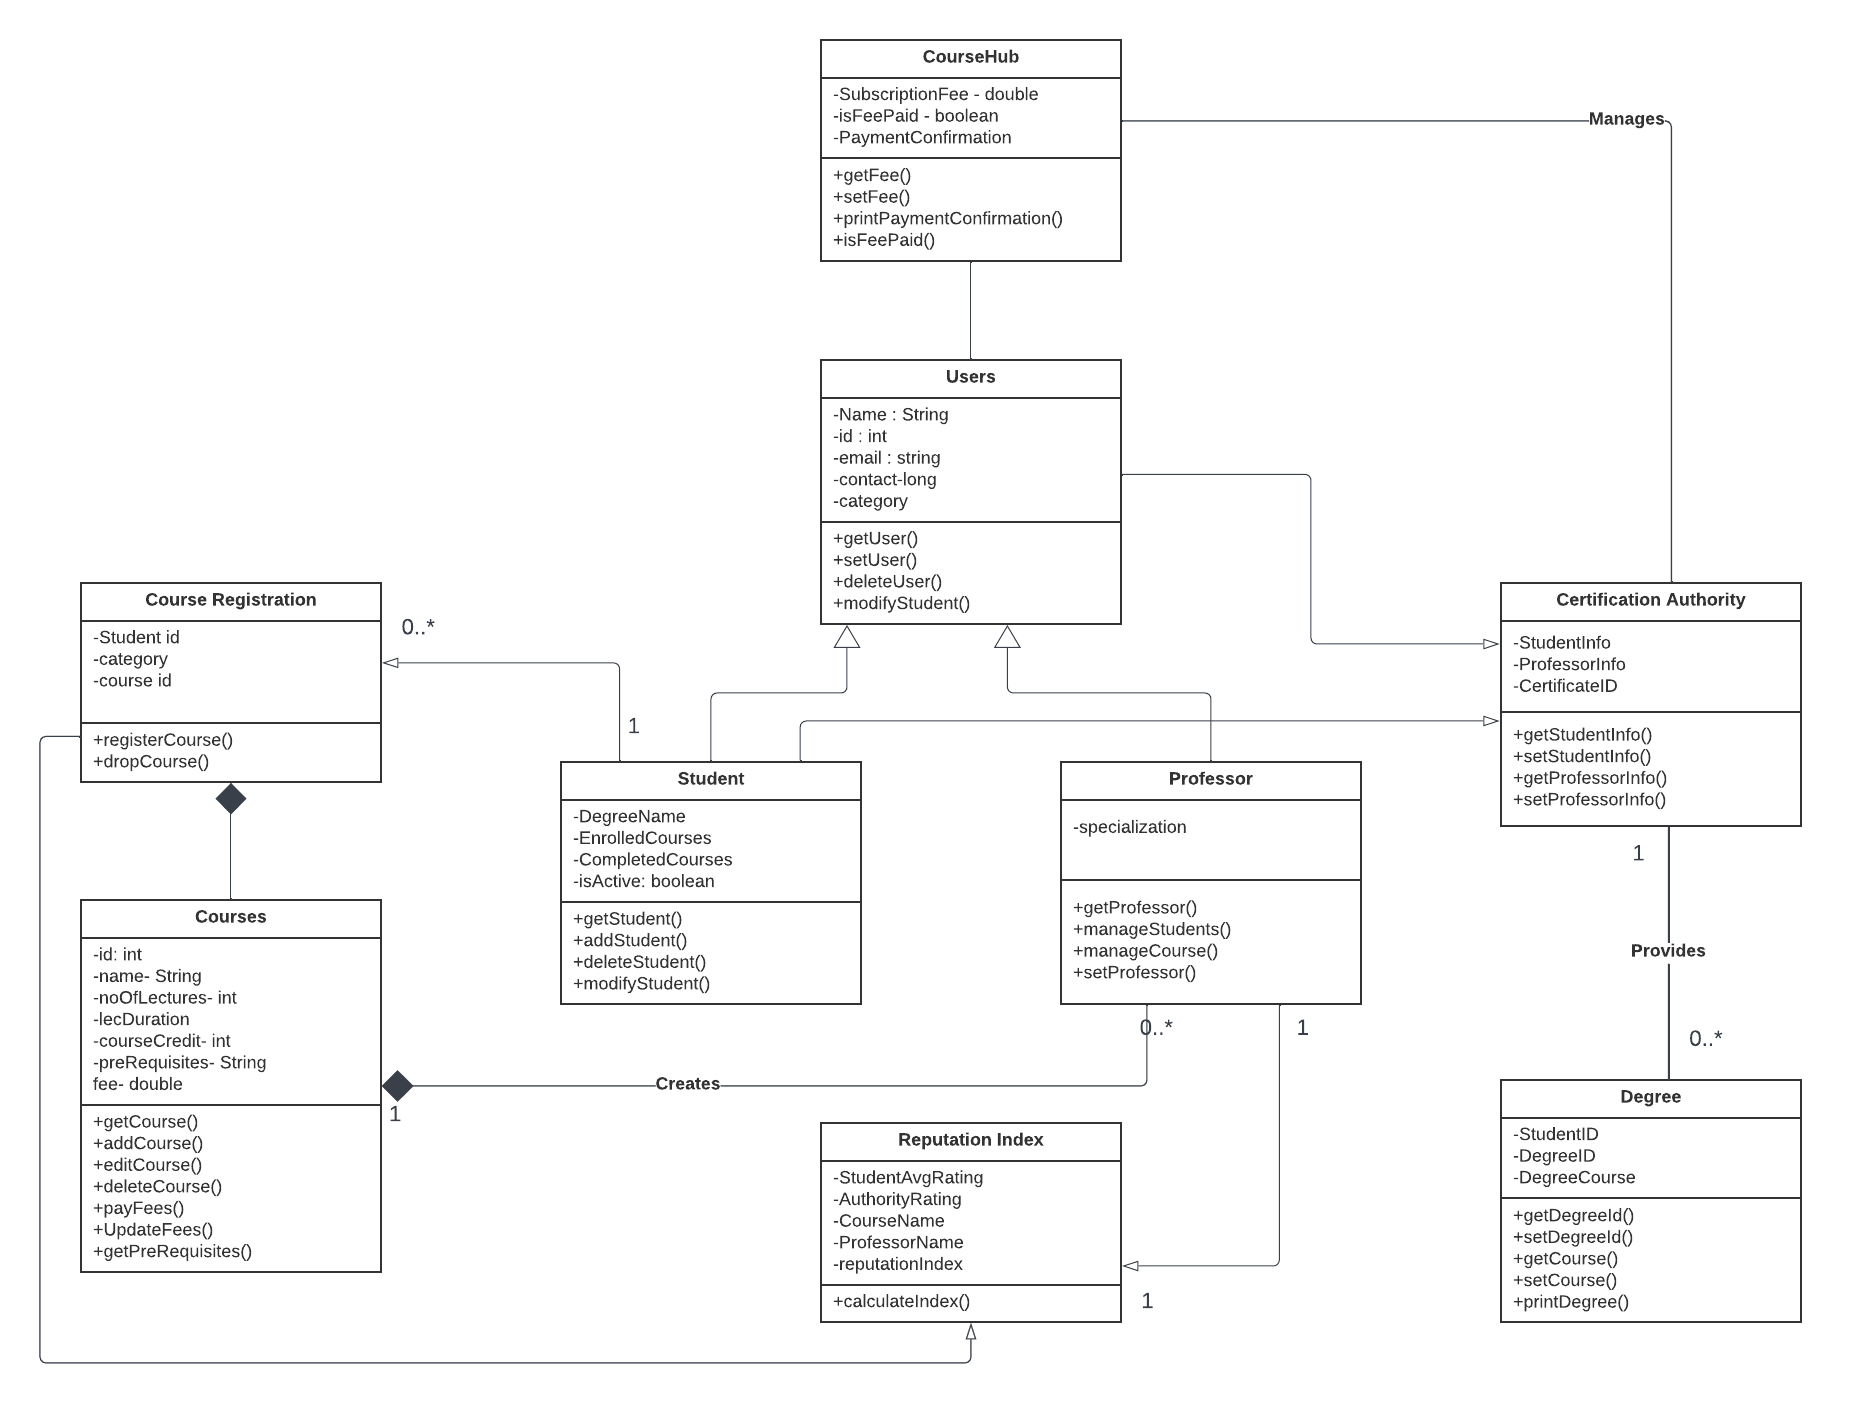 CourseHub
-SubscriptionFee - double
-isFeePaid - boolean
-PaymentConfirmation
+getFee()
+setFee()
+printPaymentConfirmation()
+isFeePaid()
Manages
Users
-Name : String
-id : int
-email : string
-contact-long
-category
+getUser()
+setUser()
+deleteUser()
+modifyStudent()
Course Registration
-Student id
-category
-course id
+registerCourse()
+dropCourse()
0..*
1
Certification Authority
-StudentInfo
-ProfessorInfo
-CertificateID
+getStudentInfo()
+setStudentInfo()
+getProfessorInfo()
+setProfessorInfo()
Student
-DegreeName
-EnrolledCourses
-CompletedCourses
-isActive: boolean
+getStudent()
+addStudent()
+deleteStudent()
+modifyStudent()
Professor
-specialization
+getProfessor()
+manageStudents()
+manageCourse()
+setProfessor()
1
Provides
0..*
Courses
-id: int
-name- String
-noOfLectures- int
-lecDuration
-courseCredit- int
-preRequisites- String
fee- double
+getCourse()
+addCourse()
+editCourse()
+deleteCourse()
+payFees()
+UpdateFees()
+getPreRequisites()
0..*
1
Creates
1
Reputation Index
-StudentAvgRating
-AuthorityRating
-CourseName
-ProfessorName
-reputationIndex
+calculateIndex()
1
Degree
-StudentID
-DegreeID
-DegreeCourse
+getDegreeId()
+setDegreeId()
+getCourse()
+setCourse()
+printDegree()